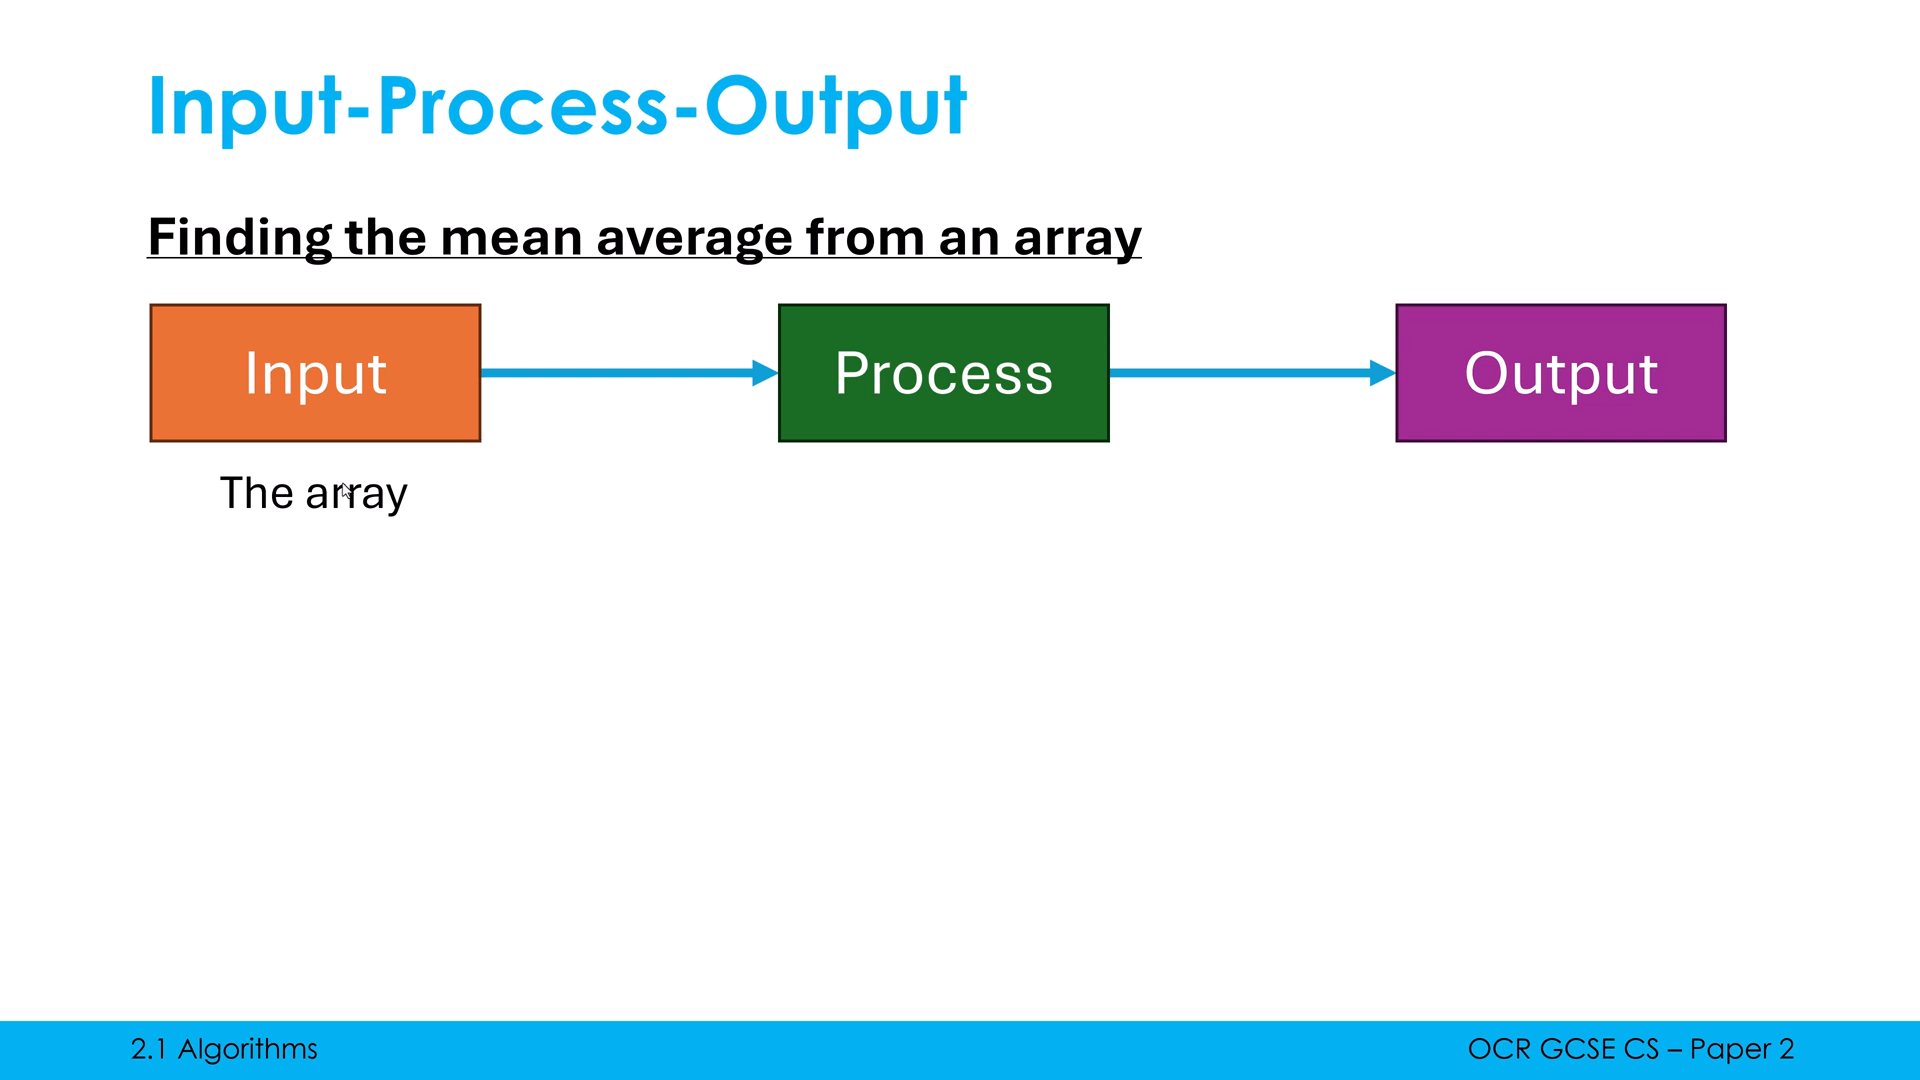 Input-Process-Output
Finding the mean average from an array
Input
Process
Output
The array
2.1 Algorithms
OCR GCSE CS – Paper 2